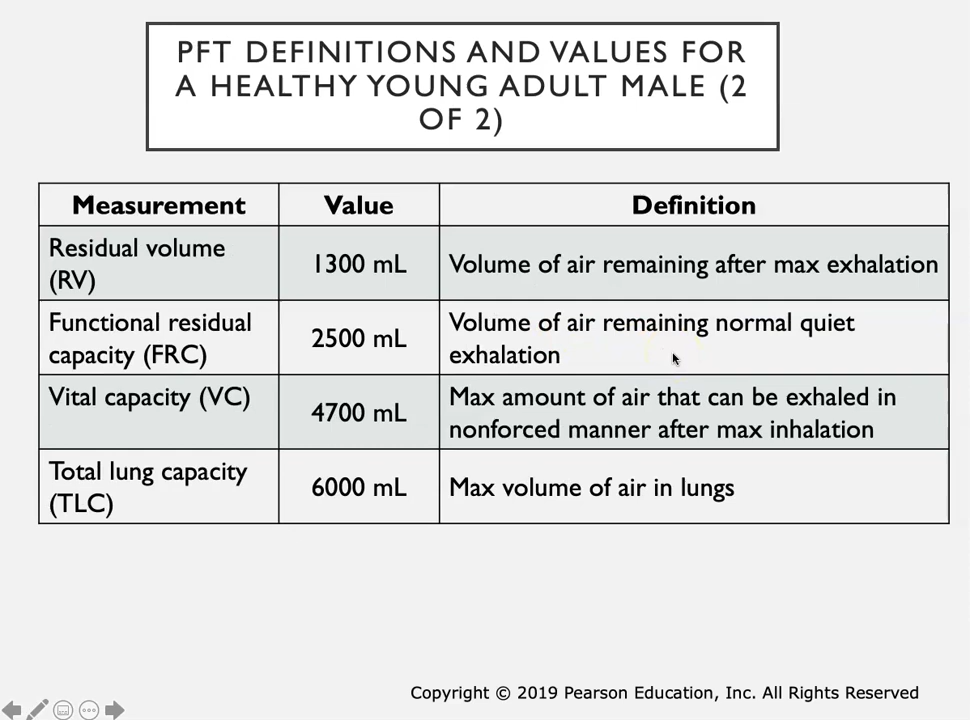 PFT DEFINITIONS AND VALUES FOR
A HEALTHY YOUNG ADULT MALE (2
OF 2)
Measurement Value Definition
Residual volume
(RV)
1300 mL
Volume of air remaining after max exhalation
Functional residual
capacity (FRC)
2500 mL
Volume of air remaining normal quiet
exhalation
Vital capacity (VC)
4700 mL
Max amount of air that can be exhaled in
nonforced manner after max inhalation
Total lung capacity
(TLC)
6000 mL
Max volume of air in lungs
Copyright © 2019 Pearson Education, Inc. All Rights Reserved